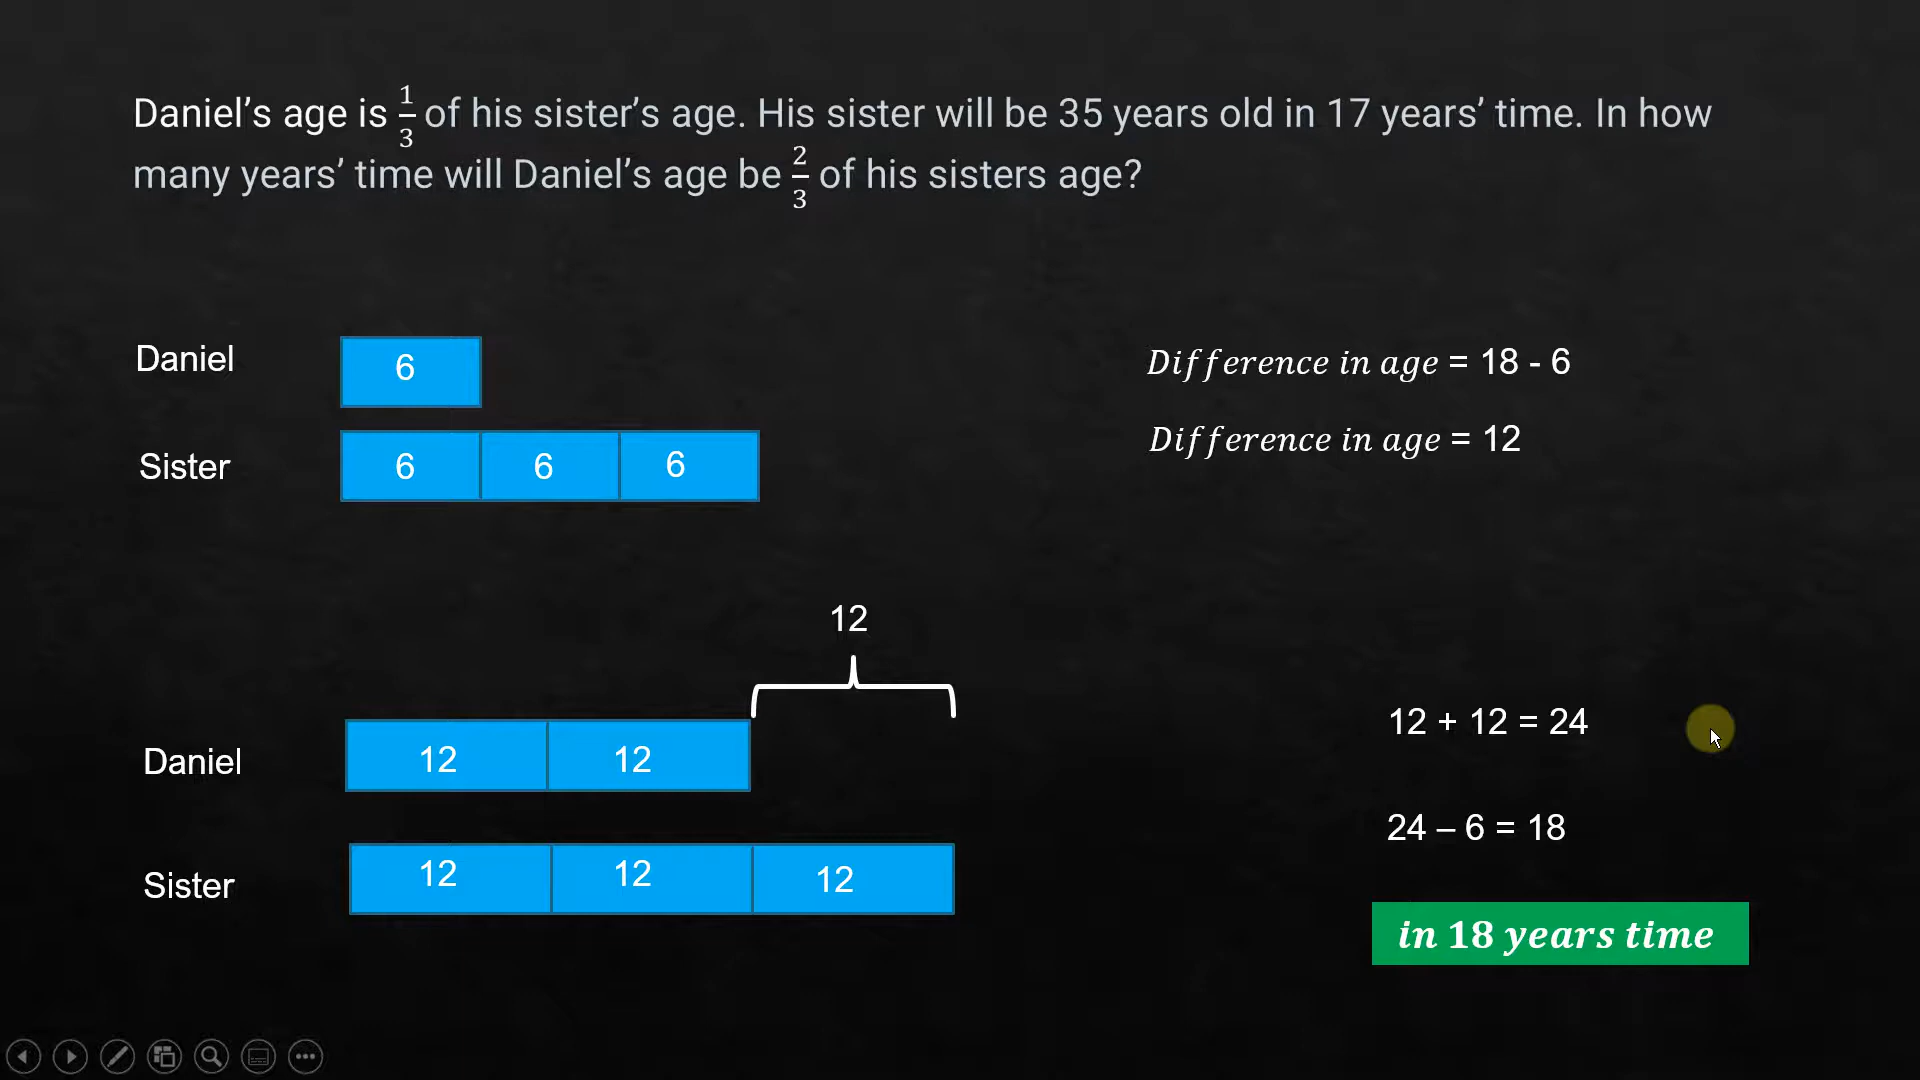 Daniel’s age is 1/3 of his sister’s age. His sister will be 35 years old in 17 years’ time. In how
many years’ time will Daniel’s age be 2/3 of his sisters age?
Daniel 6
Difference in age = 18 - 6
Sister 6 6 6
Difference in age = 12
12
Daniel 12 12
12 + 12 = 24
Sister 12 12 12
24 – 6 = 18
in 18 years time